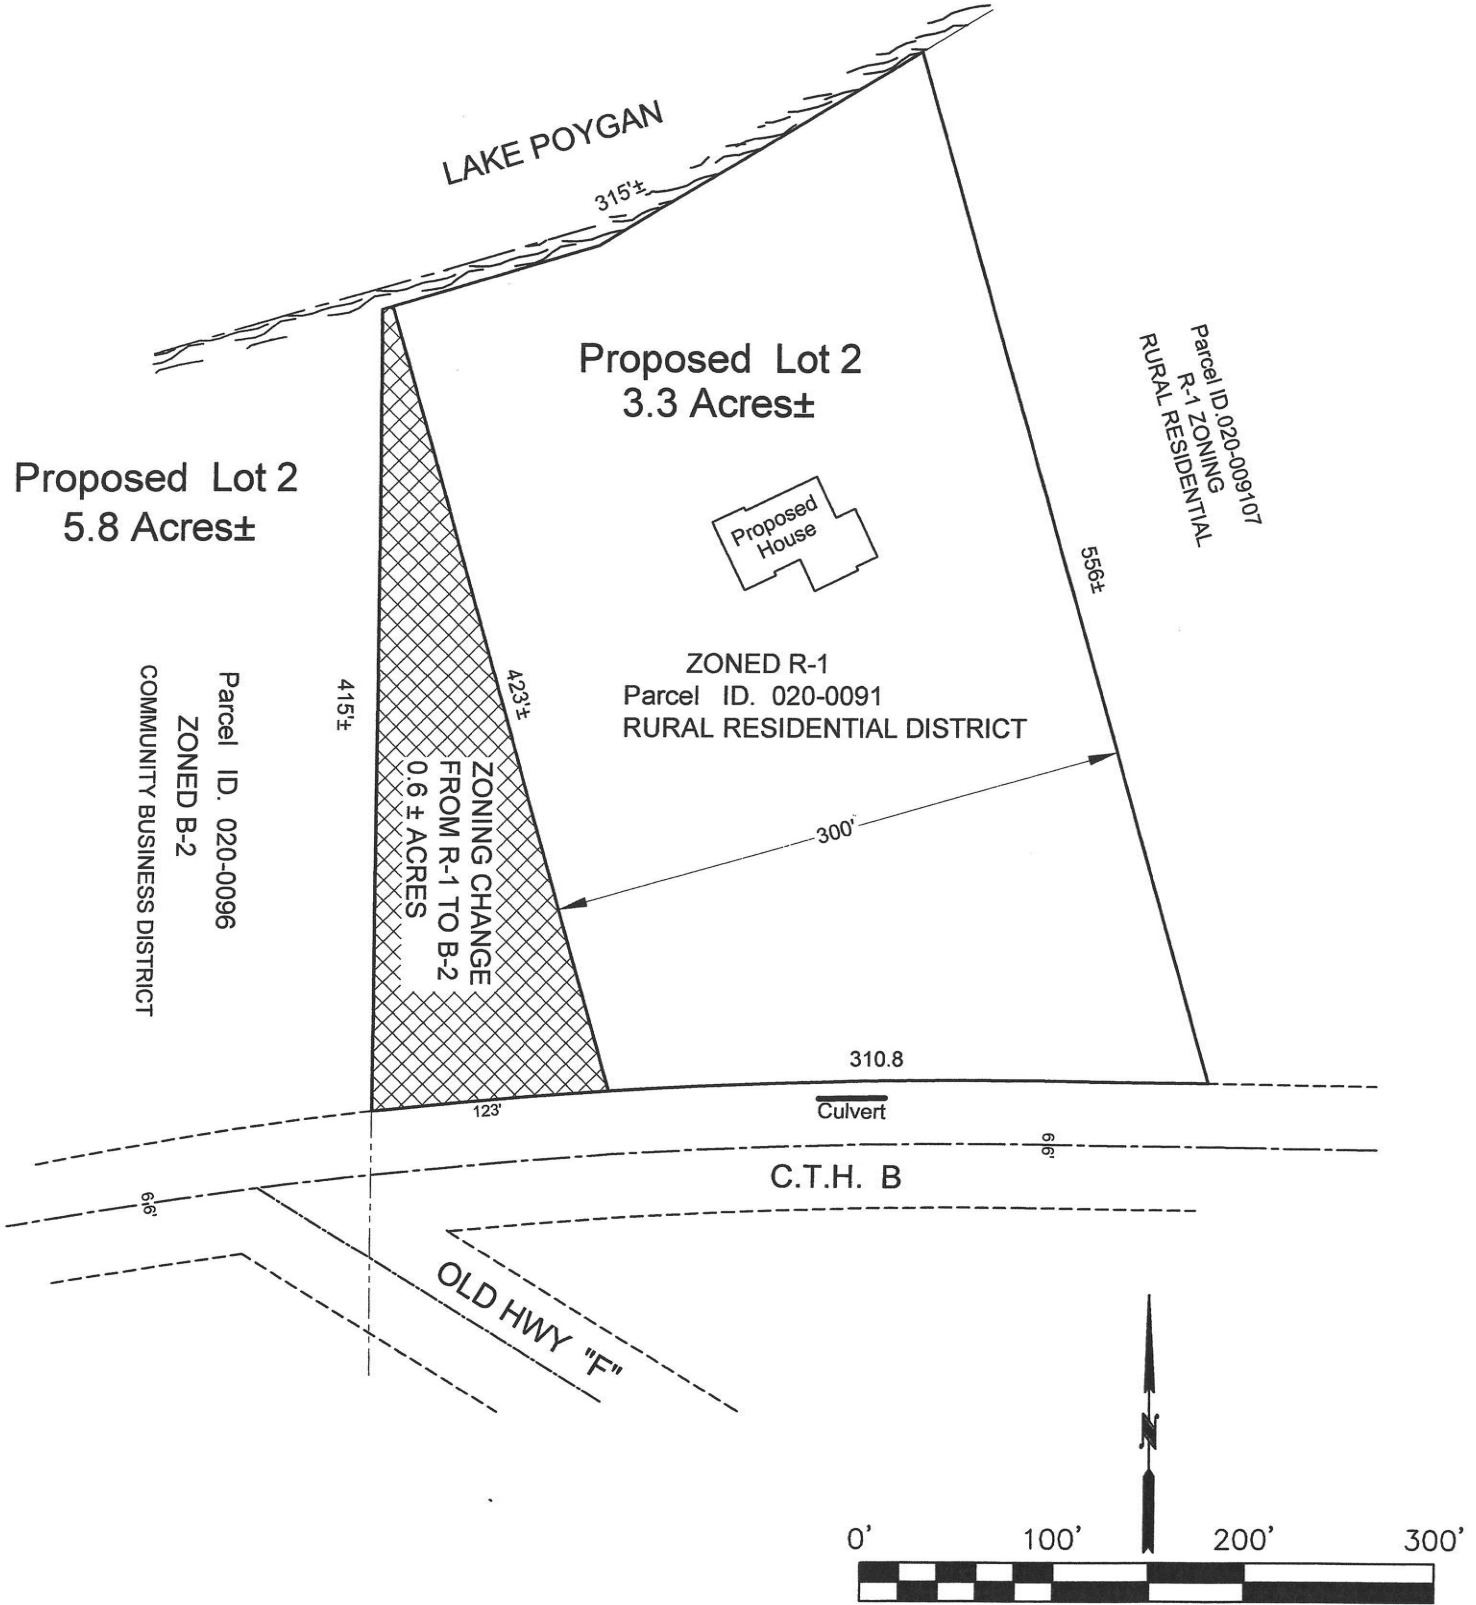 LAKE POYGAN
315'±
Proposed Lot 2
3.3 Acres±
Parcel ID.020-009107
R-1 ZONING
RURAL RESIDENTIAL
Proposed Lot 2
5.8 Acres±
Proposed
House
556±
415'±
423'±
ZONED R-1
Parcel ID. 020-0091
RURAL RESIDENTIAL DISTRICT
Parcel ID. 020-0096
ZONED B-2
COMMUNITY BUSINESS DISTRICT
ZONING CHANGE
FROM R-1 TO B-2
0.6 ± ACRES
300'
310.8
123'
Culvert
66'
C.T.H. B
66'
OLD HWY "F"
N
0' 100' 200' 300'